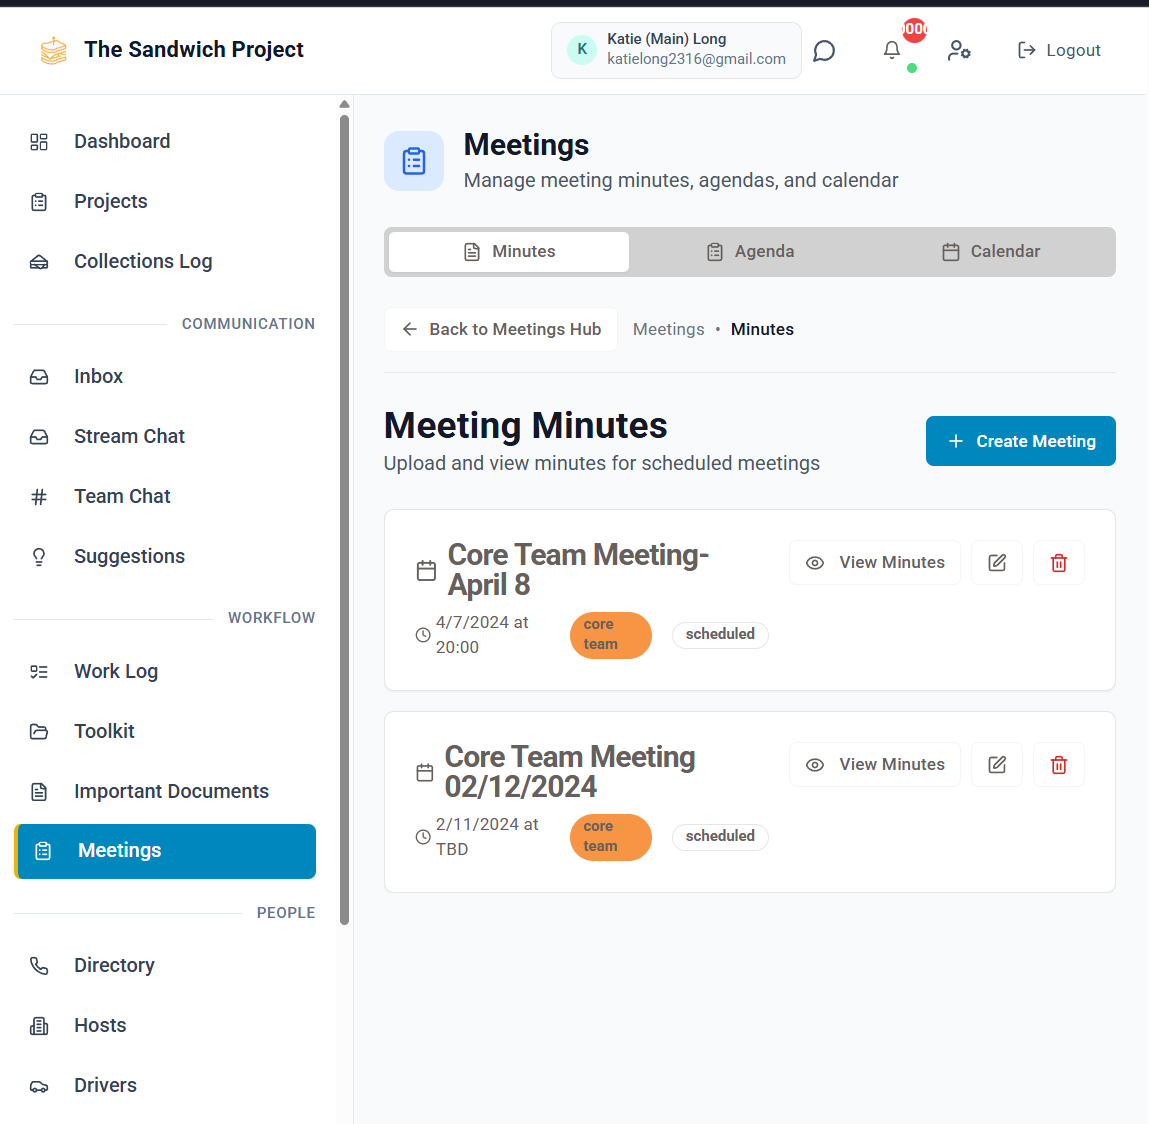 The Sandwich Project
K
Katie (Main) Long
katielong2316@gmail.com
Logout
Dashboard
Projects
Collections Log
COMMUNICATION
Inbox
Stream Chat
Team Chat
Suggestions
WORKFLOW
Work Log
Toolkit
Important Documents
Meetings
PEOPLE
Directory
Hosts
Drivers
Meetings
Manage meeting minutes, agendas, and calendar
Minutes
Agenda
Calendar
Back to Meetings Hub
Meetings • Minutes
Meeting Minutes
Upload and view minutes for scheduled meetings
Create Meeting
Core Team Meeting-
April 8
View Minutes
4/7/2024 at
20:00
core
team
scheduled
Core Team Meeting
02/12/2024
View Minutes
2/11/2024 at
TBD
core
team
scheduled